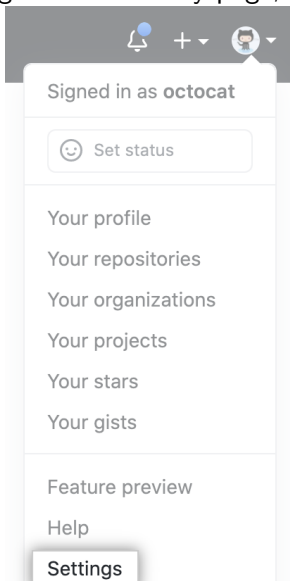 Signed in as octocat
Set status
Your profile
Your repositories
Your organizations
Your projects
Your stars
Your gists
Feature preview
Help
Settings